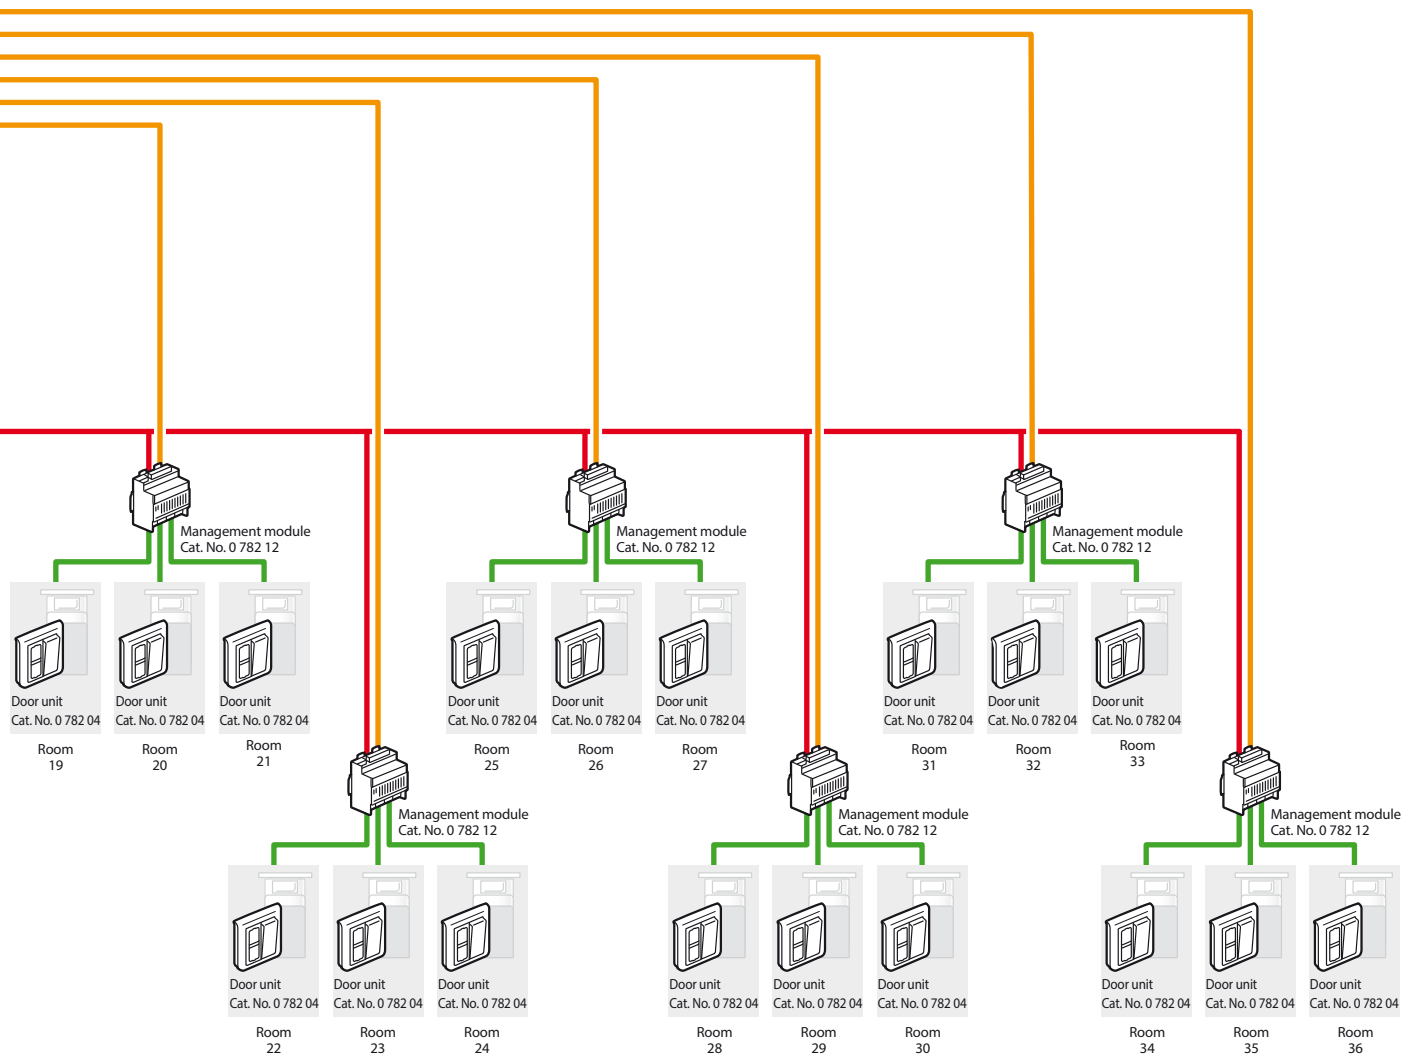 Management module
Cat. No. 0 782 12
Management module
Cat. No. 0 782 12
Management module
Cat. No. 0 782 12
Door unit
Cat. No. 0 782 04
Door unit
Cat. No. 0 782 04
Door unit
Cat. No. 0 782 04
Door unit
Cat. No. 0 782 04
Door unit
Cat. No. 0 782 04
Door unit
Cat. No. 0 782 04
Door unit
Cat. No. 0 782 04
Door unit
Cat. No. 0 782 04
Door unit
Cat. No. 0 782 04
Room
19
Room
20
Room
21
Room
25
Room
26
Room
27
Room
31
Room
32
Room
33
Management module
Cat. No. 0 782 12
Management module
Cat. No. 0 782 12
Management module
Cat. No. 0 782 12
Door unit
Cat. No. 0 782 04
Door unit
Cat. No. 0 782 04
Door unit
Cat. No. 0 782 04
Door unit
Cat. No. 0 782 04
Door unit
Cat. No. 0 782 04
Door unit
Cat. No. 0 782 04
Door unit
Cat. No. 0 782 04
Door unit
Cat. No. 0 782 04
Door unit
Cat. No. 0 782 04
Room
22
Room
23
Room
24
Room
28
Room
29
Room
30
Room
34
Room
35
Room
36